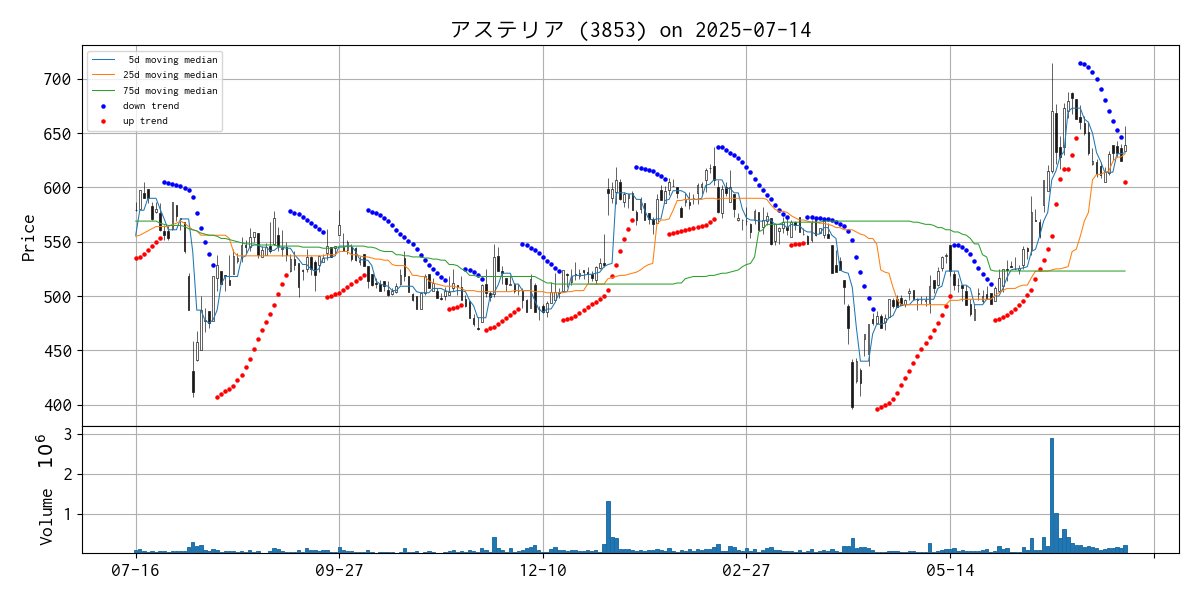 アステリア (3853) on 2025-07-14
5d moving median
25d moving median
75d moving median
down trend
up trend
700
650
600
550
500
450
400
Price
3
2
1
Volume 10⁶
07-16
09-27
12-10
02-27
05-14